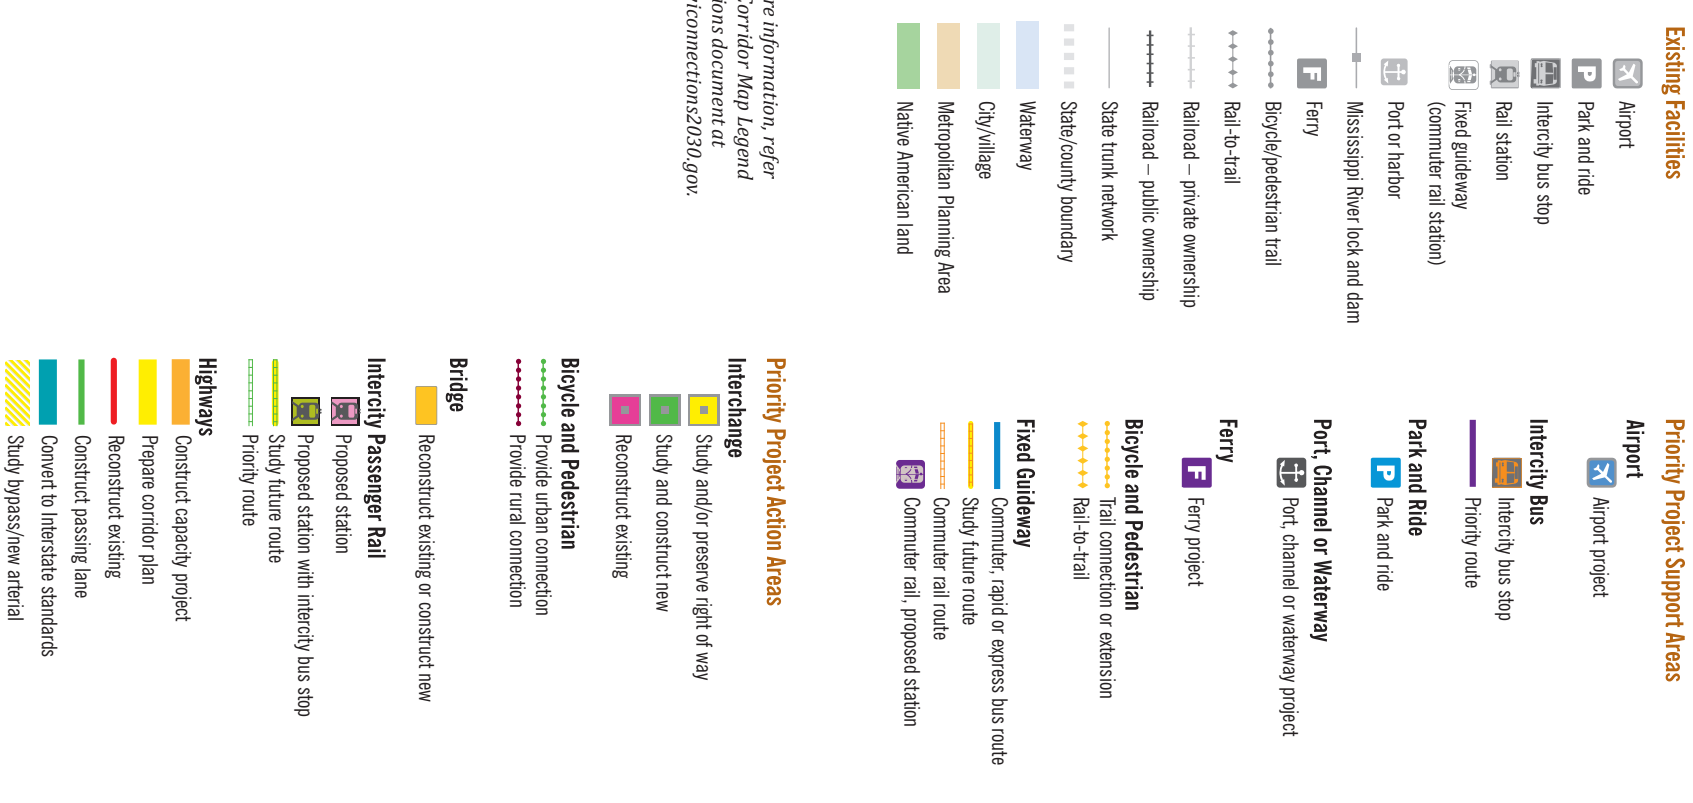 Existing Facilities
Airport
Park and ride
Intercity bus stop
Rail station
Fixed guideway
(commuter rail station)
Port or harbor
Mississippi River lock and dam
Ferry
Bicycle/pedestrian trail
Rail-to-trail
Railroad – private ownership
Railroad – public ownership
State trunk network
State/county boundary
Waterway
City/village
Metropolitan Planning Area
Native American land
Priority Project Support Areas
Airport
Airport project
Intercity Bus
Intercity bus stop
Priority route
Park and Ride
Park and ride
Port, Channel or Waterway
Port, channel or waterway project
Ferry
Ferry project
Bicycle and Pedestrian
Trail connection or extension
Rail-to-trail
Fixed Guideway
Commuter, rapid or express bus route
Study future route
Commuter rail route
Commuter rail, proposed station
re information, refer
Corridor Map Legend
ions document at
iconnections2030.gov.
Priority Project Action Areas
Interchange
Study and/or preserve right of way
Study and construct new
Reconstruct existing
Bicycle and Pedestrian
Provide urban connection
Provide rural connection
Bridge
Reconstruct existing or construct new
Intercity Passenger Rail
Proposed station
Proposed station with intercity bus stop
Study future route
Priority route
Highways
Construct capacity project
Prepare corridor plan
Reconstruct existing
Construct passing lane
Convert to Interstate standards
Study bypass/new arterial